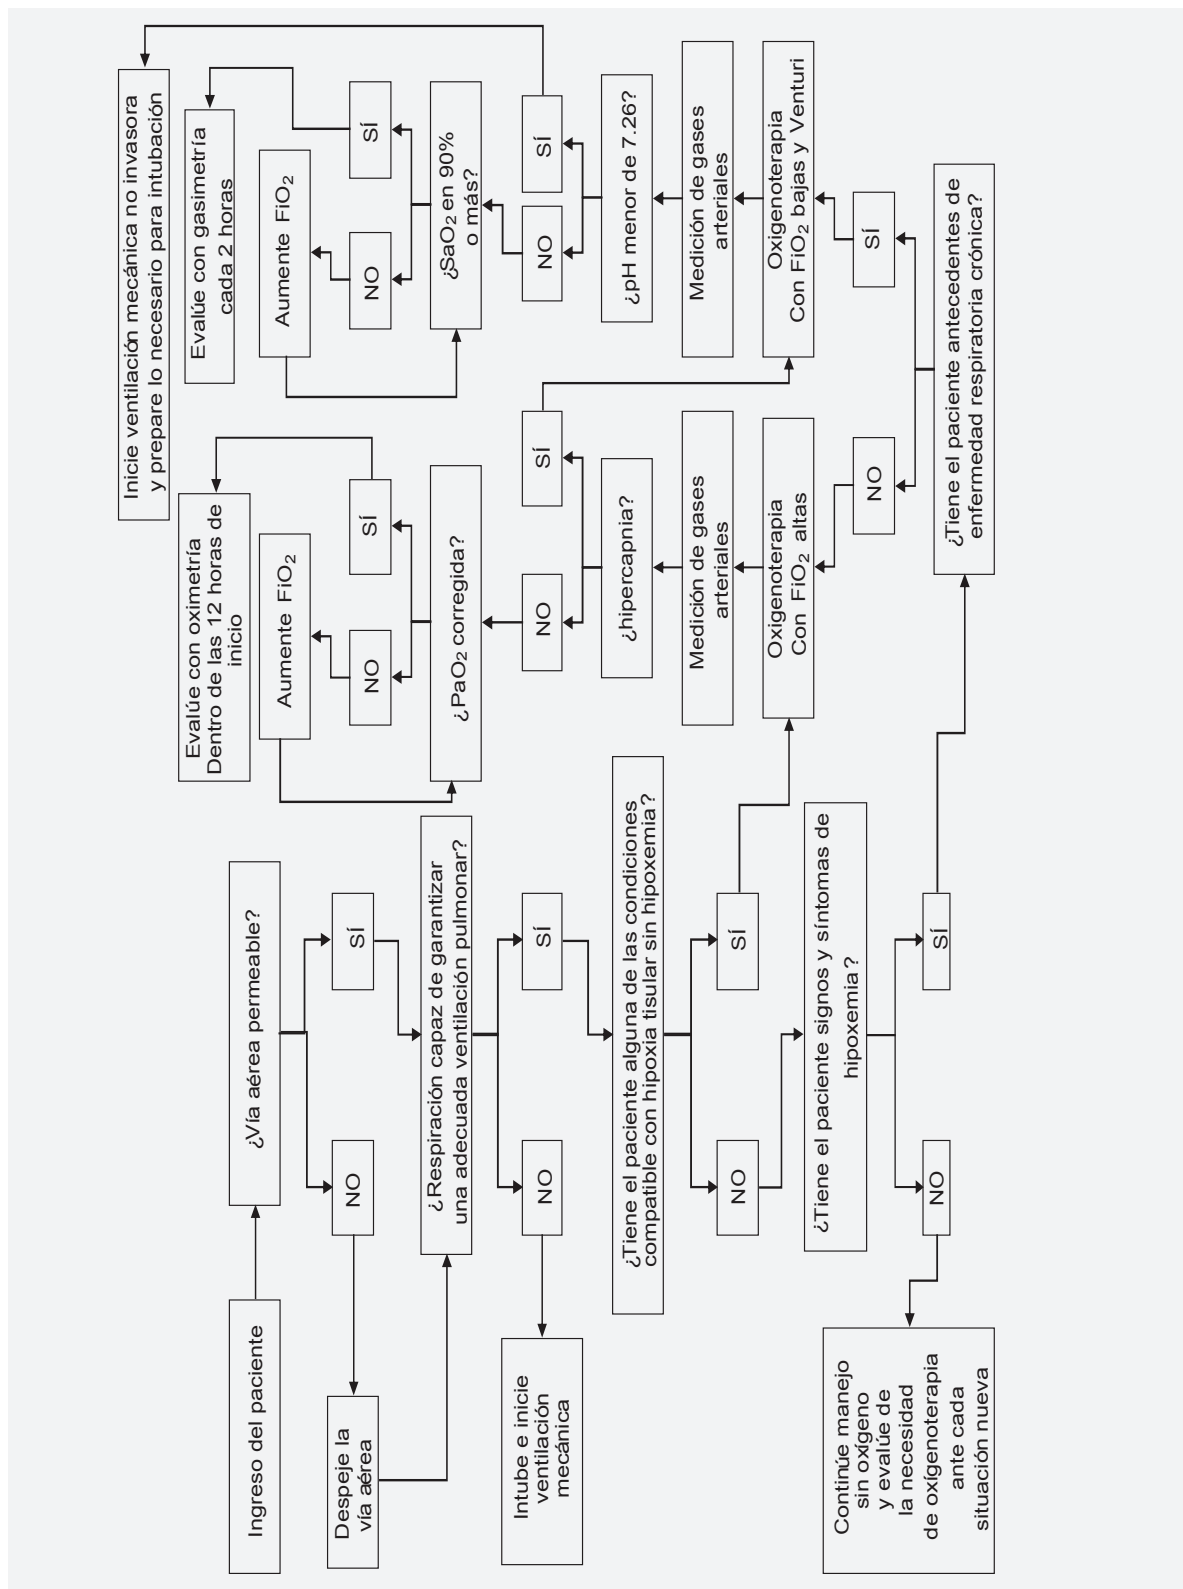 Ingreso del paciente
¿Vía aérea permeable?
NO
SÍ
Despeje la
vía aérea
¿Respiración capaz de garantizar
una adecuada ventilación pulmonar?
NO
SÍ
Intube e inicie
ventilación
mecánica
¿Tiene el paciente alguna de las condiciones
compatible con hipoxia tisular sin hipoxemia?
NO
SÍ
¿Tiene el paciente signos y síntomas de
hipoxemia?
NO
SÍ
Continúe manejo
sin oxígeno
y evalúe de
la necesidad
de oxígenoterapia
ante cada
situación nueva
¿Tiene el paciente antecedentes de
enfermedad respiratoria crónica?
NO
SÍ
Oxigenoterapia
Con FiO2 altas
Medición de gases
arteriales
¿hipercapnia?
NO
SÍ
¿PaO2 corregida?
NO
SÍ
Aumente FiO2
Evalúe con oximetría
Dentro de las 12 horas de
inicio
Oxigenoterapia
Con FiO2 bajas y Venturi
Medición de gases
arteriales
¿pH menor de 7.26?
NO
SÍ
¿SaO2 en 90%
o más?
NO
SÍ
Aumente FiO2
Evalúe con gasimetría
cada 2 horas
Inicie ventilación mecánica no invasora
y prepare lo necesario para intubación